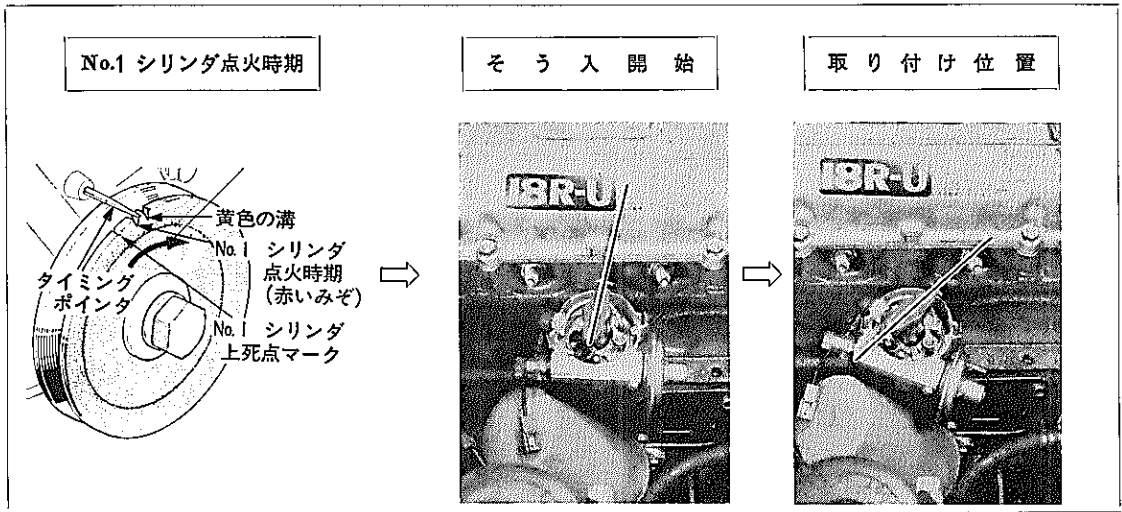 No.1 シリンダ点火時期
そう入開始
取り付け位置
黄色の溝
No.1 シリンダ
点火時期
(赤いみぞ)
タイミング
ポインタ
No.1 シリンダ
上死点マーク
18R-U
18R-U